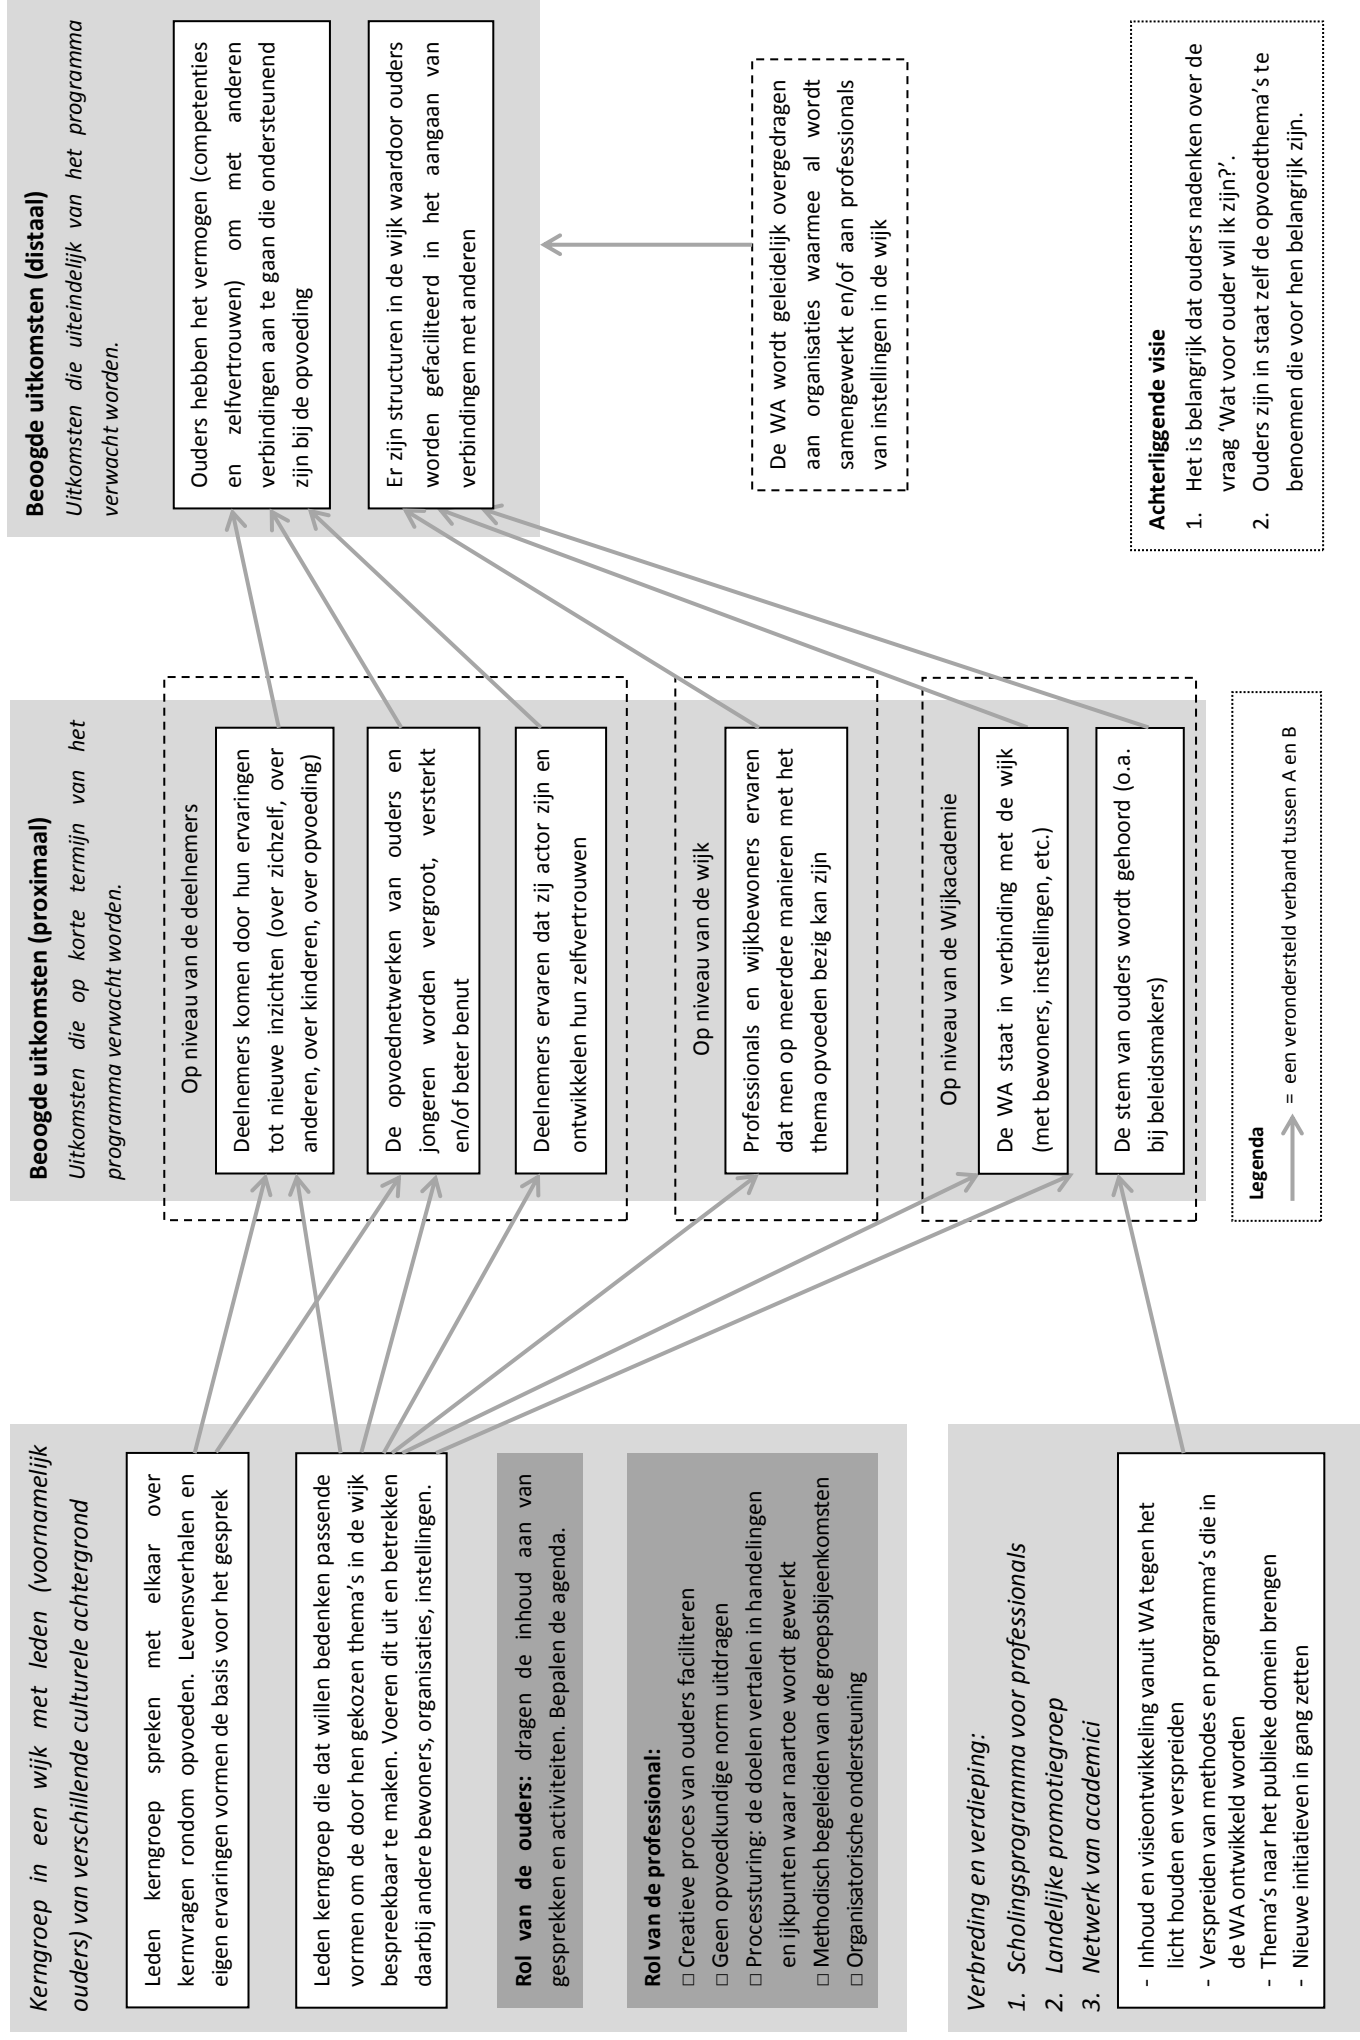 Kerngroep in een wijk met leden (voornamelijk
ouders) van verschillende culturele achtergrond
Leden kerngroep spreken met elkaar over
kernvragen rondom opvoeden. Levensverhalen en
eigen ervaringen vormen de basis voor het gesprek
Leden kerngroep die dat willen bedenken passende
vormen om de door hen gekozen thema's in de wijk
bespreekbaar te maken. Voeren dit uit en betrekken
daarbij andere bewoners, organisaties, instellingen.
Rol van de ouders: dragen de inhoud aan van
gesprekken en activiteiten. Bepalen de agenda.
Rol van de professional:
□ Creatieve proces van ouders faciliteren
□ Geen opvoedkundige norm uitdragen
□ Processturing: de doelen vertalen in handelingen
en ijkpunten waar naartoe wordt gewerkt
□ Methodisch begeleiden van de groepsbijeenkomsten
□ Organisatorische ondersteuning
Verbreding en verdieping:
1. Scholingsprogramma voor professionals
2. Landelijke promotiegroep
3. Netwerk van academici
- Inhoud en visieontwikkeling vanuit WA tegen het
licht houden en verspreiden
- Verspreiden van methodes en programma's die in
de WA ontwikkeld worden
- Thema's naar het publieke domein brengen
- Nieuwe initiatieven in gang zetten
Beoogde uitkomsten (proximaal)
Uitkomsten die op korte termijn van het
programma verwacht worden.
Op niveau van de deelnemers
Deelnemers komen door hun ervaringen
tot nieuwe inzichten (over zichzelf, over
anderen, over kinderen, over opvoeding)
De opvoednetwerken van ouders en
jongeren worden vergroot, versterkt
en/of beter benut
Deelnemers ervaren dat zij actor zijn en
ontwikkelen hun zelfvertrouwen
Op niveau van de wijk
Professionals en wijkbewoners ervaren
dat men op meerdere manieren met het
thema opvoeden bezig kan zijn
Op niveau van de Wijkacademie
De WA staat in verbinding met de wijk
(met bewoners, instellingen, etc.)
De stem van ouders wordt gehoord (o.a.
bij beleidsmakers)
Legenda
= een verondersteld verband tussen A en B
Beoogde uitkomsten (distaal)
Uitkomsten die uiteindelijk van het programma
verwacht worden.
Ouders hebben het vermogen (competenties
en zelfvertrouwen) om met anderen
verbindingen aan te gaan die ondersteunend
zijn bij de opvoeding
Er zijn structuren in de wijk waardoor ouders
worden gefaciliteerd in het aangaan van
verbindingen met anderen
De WA wordt geleidelijk overgedragen
aan organisaties waarmee al wordt
samengewerkt en/of aan professionals
van instellingen in de wijk
Achterliggende visie
1. Het is belangrijk dat ouders nadenken over de
vraag 'Wat voor ouder wil ik zijn?'.
2. Ouders zijn in staat zelf de opvoedthema's te
benoemen die voor hen belangrijk zijn.